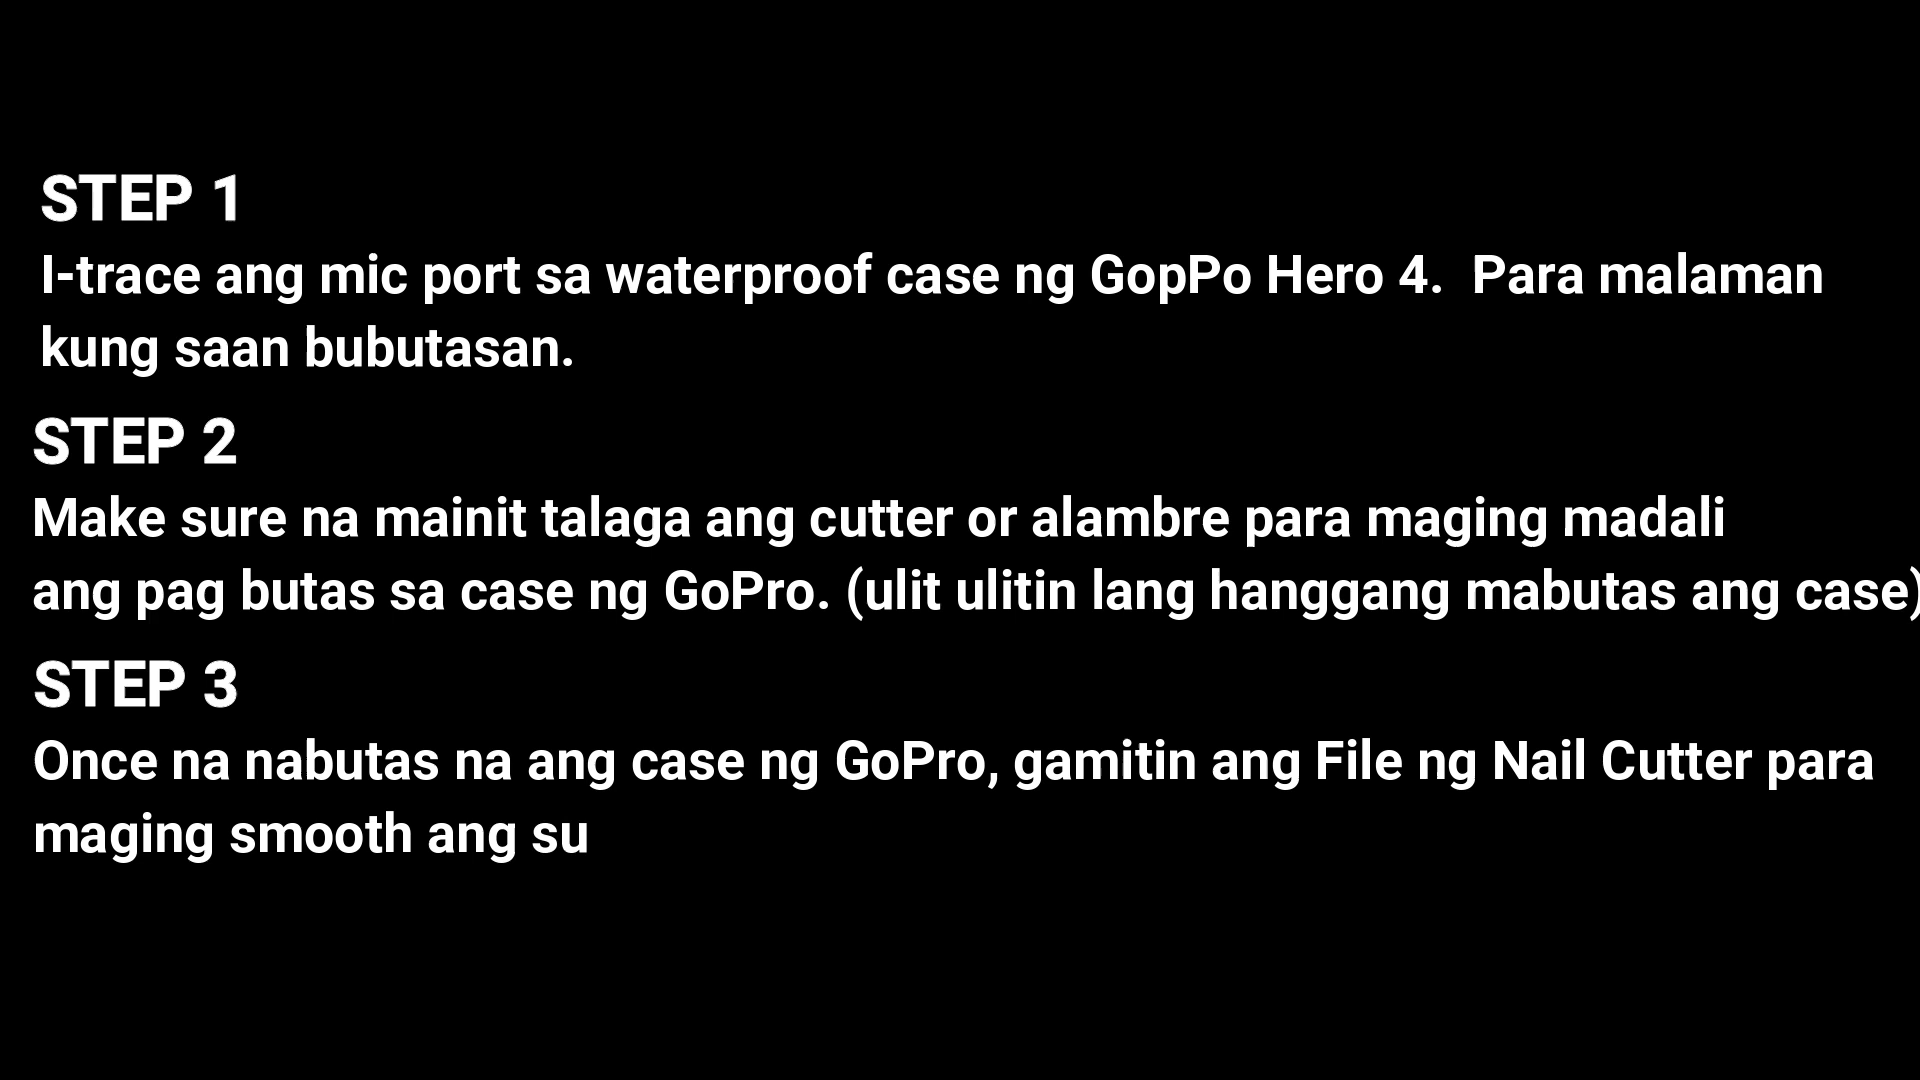 STEP 1
I-trace ang mic port sa waterproof case ng GopPo Hero 4.  Para malaman
kung saan bubutasan.
STEP 2
Make sure na mainit talaga ang cutter or alambre para maging madali
ang pag butas sa case ng GoPro. (ulit ulitin lang hanggang mabutas ang case)
STEP 3
Once na nabutas na ang case ng GoPro, gamitin ang File ng Nail Cutter para
maging smooth ang su